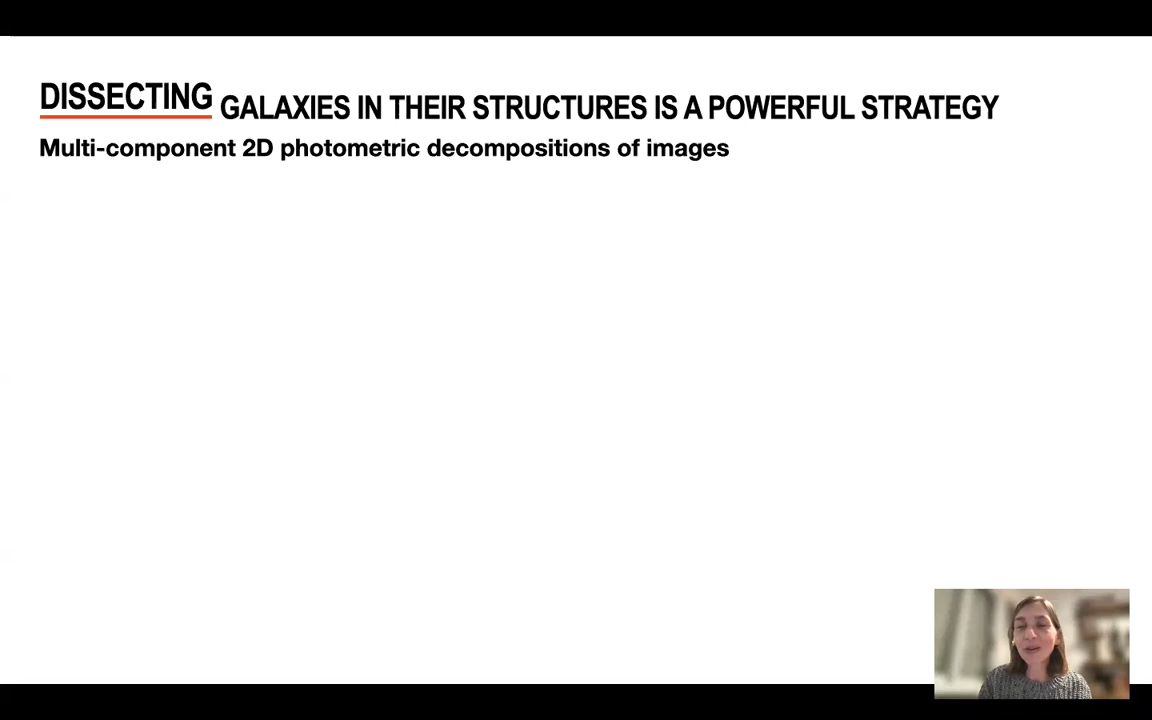 DISSECTING GALAXIES IN THEIR STRUCTURES IS A POWERFUL STRATEGY
Multi-component 2D photometric decompositions of images